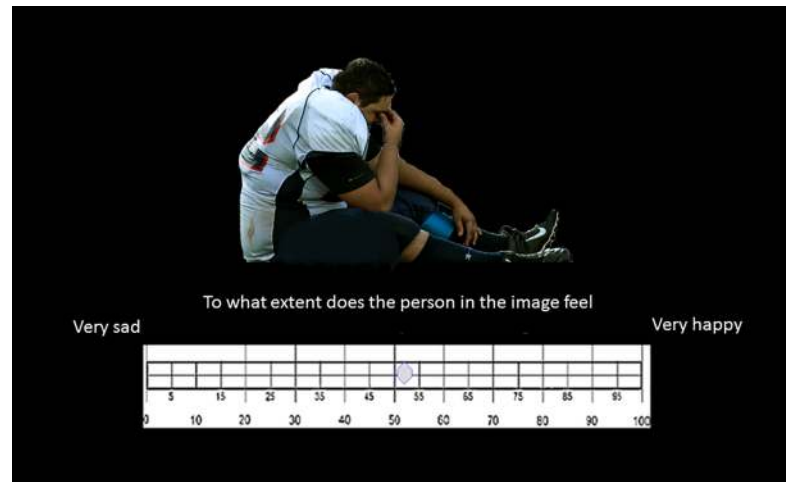 To what extent does the person in the image feel
Very sad
Very happy
5 15 25 35 45 55 65 75 85 95
0 10 20 30 40 50 60 70 80 90 100